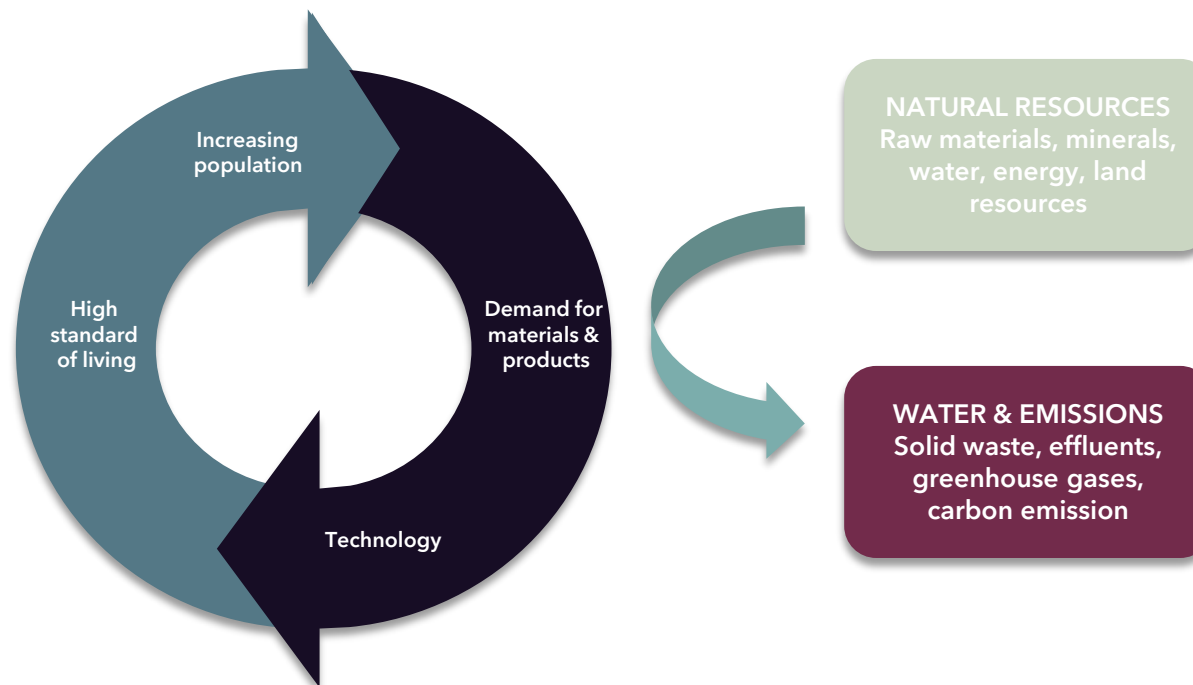 Increasing
population
High
standard
of living
Demand for
materials &
products
Technology
NATURAL RESOURCES
Raw materials, minerals,
water, energy, land
resources
WATER & EMISSIONS
Solid waste, effluents,
greenhouse gases,
carbon emission